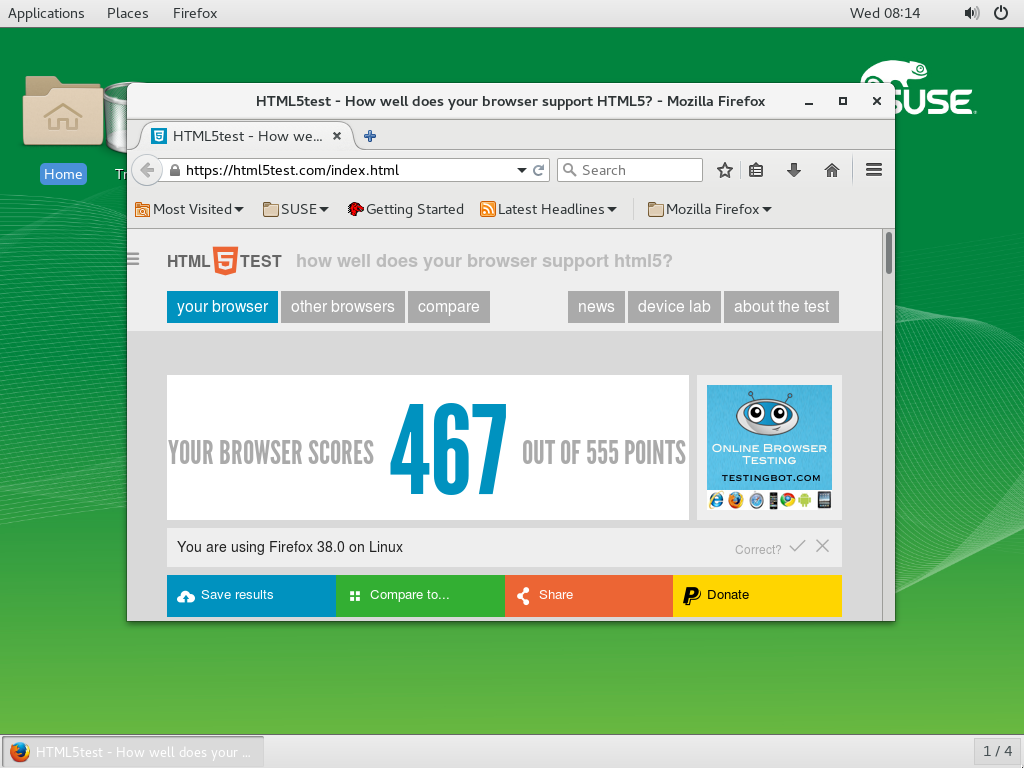 Applications Places Firefox Wed 08:14
SUSE
HTML5test - How well does your browser support HTML5? - Mozilla Firefox
HTML5test - How we...
https://html5test.com/index.html Search
Home
Most Visited SUSE Getting Started Latest Headlines Mozilla Firefox
HTML 5 TEST how well does your browser support html5?
your browser other browsers compare news device lab about the test
YOUR BROWSER SCORES 467 OUT OF 555 POINTS
ONLINE BROWSER
TESTING
TESTINGBOT.COM
You are using Firefox 38.0 on Linux Correct?
Save results Compare to... Share Donate
HTML5test - How well does your ... 1 / 4